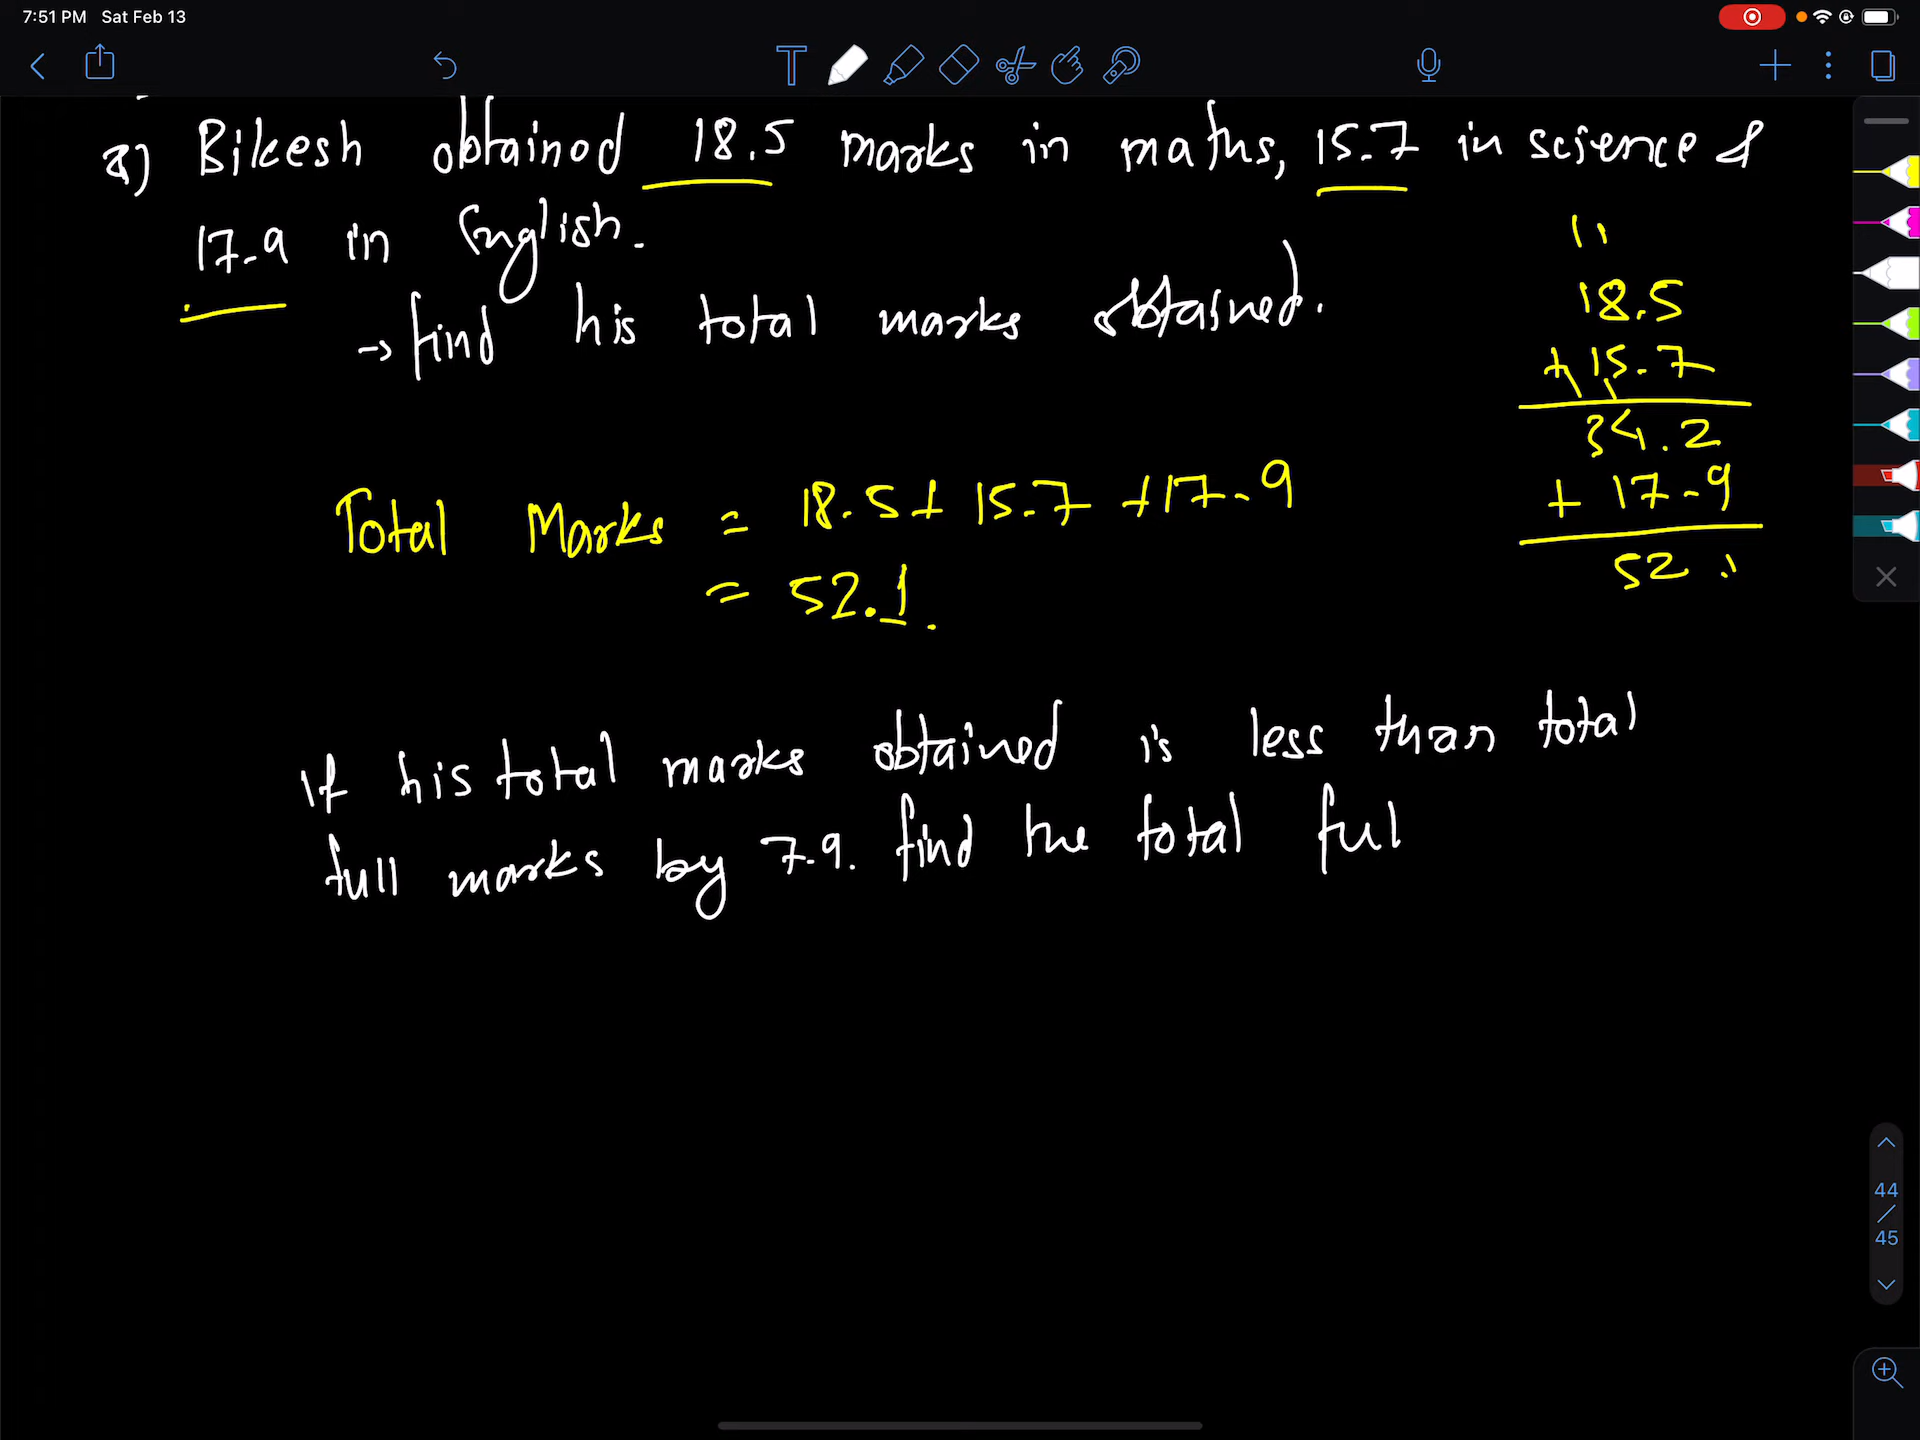 7:51 PM Sat Feb 13
a) Bikesh obtained 18.5 marks in maths, 15.7 in science &
17.9 in English.
→ find his total marks obtained.
11
18.5
+ 15.7
34.2
+ 17.9
52.1
Total Marks = 18.5 + 15.7 + 17.9
= 52.1.
if his total marks obtained is less than total
full marks by 7.9. find the total ful
44
/
45